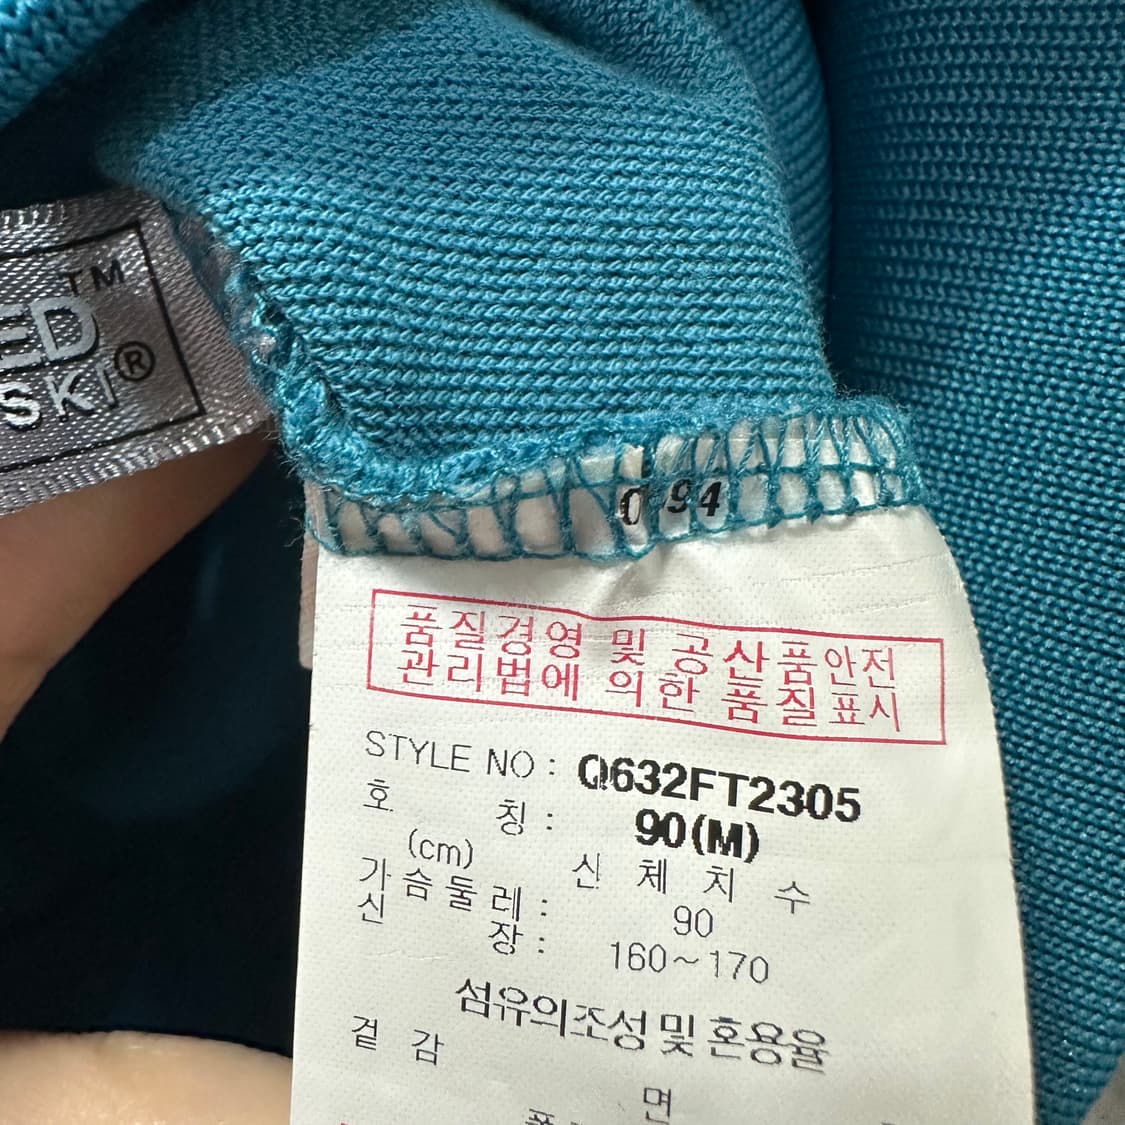 TM
ED
SKI®
94
품질경영 및 공산품안전
관리법에 의한 품질표시
STYLE NO : Q632FT2305
호 칭 : 90(M)
(cm) 신 체 치 수
가슴둘레 : 90
신 장 : 160~170
섬유의조성 및 혼용율
겉 감
면